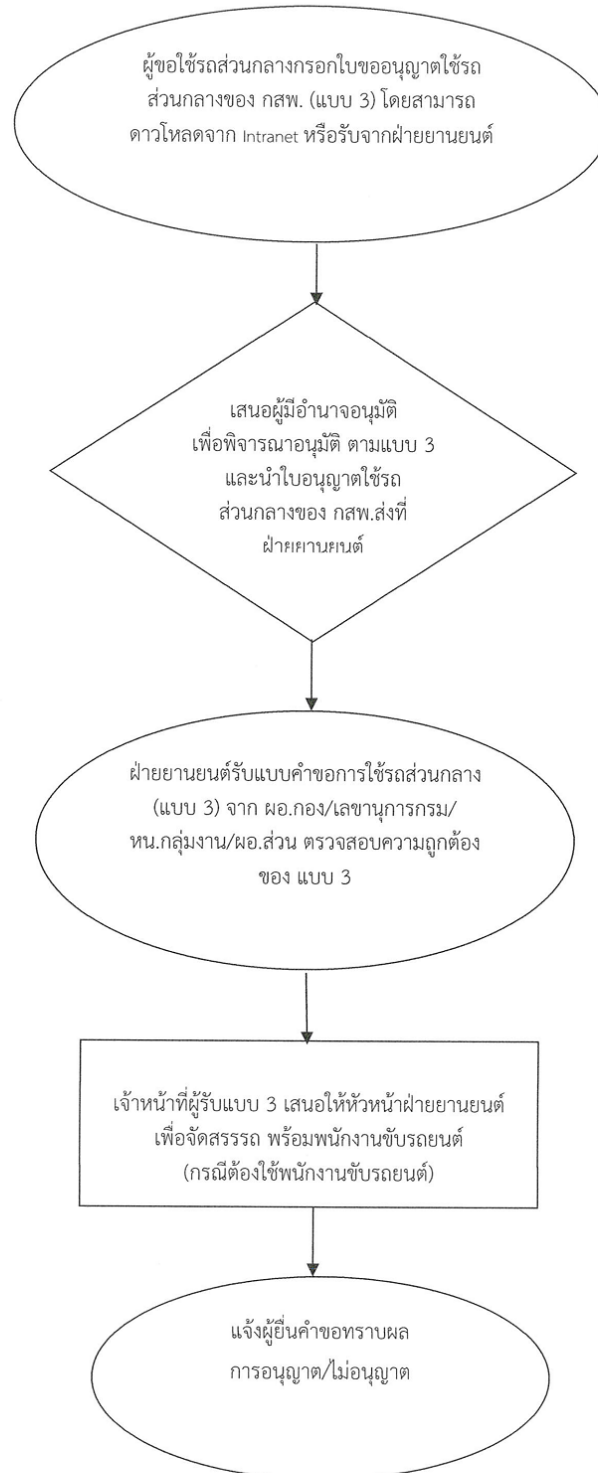 ผู้ขอใช้รถส่วนกลางกรอกใบขออนุญาตใช้รถ
ส่วนกลางของ กสพ. (แบบ 3) โดยสามารถ
ดาวโหลดจาก Intranet หรือรับจากฝ่ายยานยนต์
เสนอผู้มีอำนาจอนุมัติ
เพื่อพิจารณาอนุมัติ ตามแบบ 3
และนำใบอนุญาตใช้รถ
ส่วนกลางของ กสพ.ส่งที่
ฝ่ายยานยนต์
ฝ่ายยานยนต์รับแบบคำขอการใช้รถส่วนกลาง
(แบบ 3) จาก ผอ.กอง/เลขานุการกรม/
หน.กลุ่มงาน/ผอ.ส่วน ตรวจสอบความถูกต้อง
ของ แบบ 3
เจ้าหน้าที่ผู้รับแบบ 3 เสนอให้หัวหน้าฝ่ายยานยนต์
เพื่อจัดสรรรถ พร้อมพนักงานขับรถยนต์
(กรณีต้องใช้พนักงานขับรถยนต์)
แจ้งผู้ยื่นคำขอทราบผล
การอนุญาต/ไม่อนุญาต